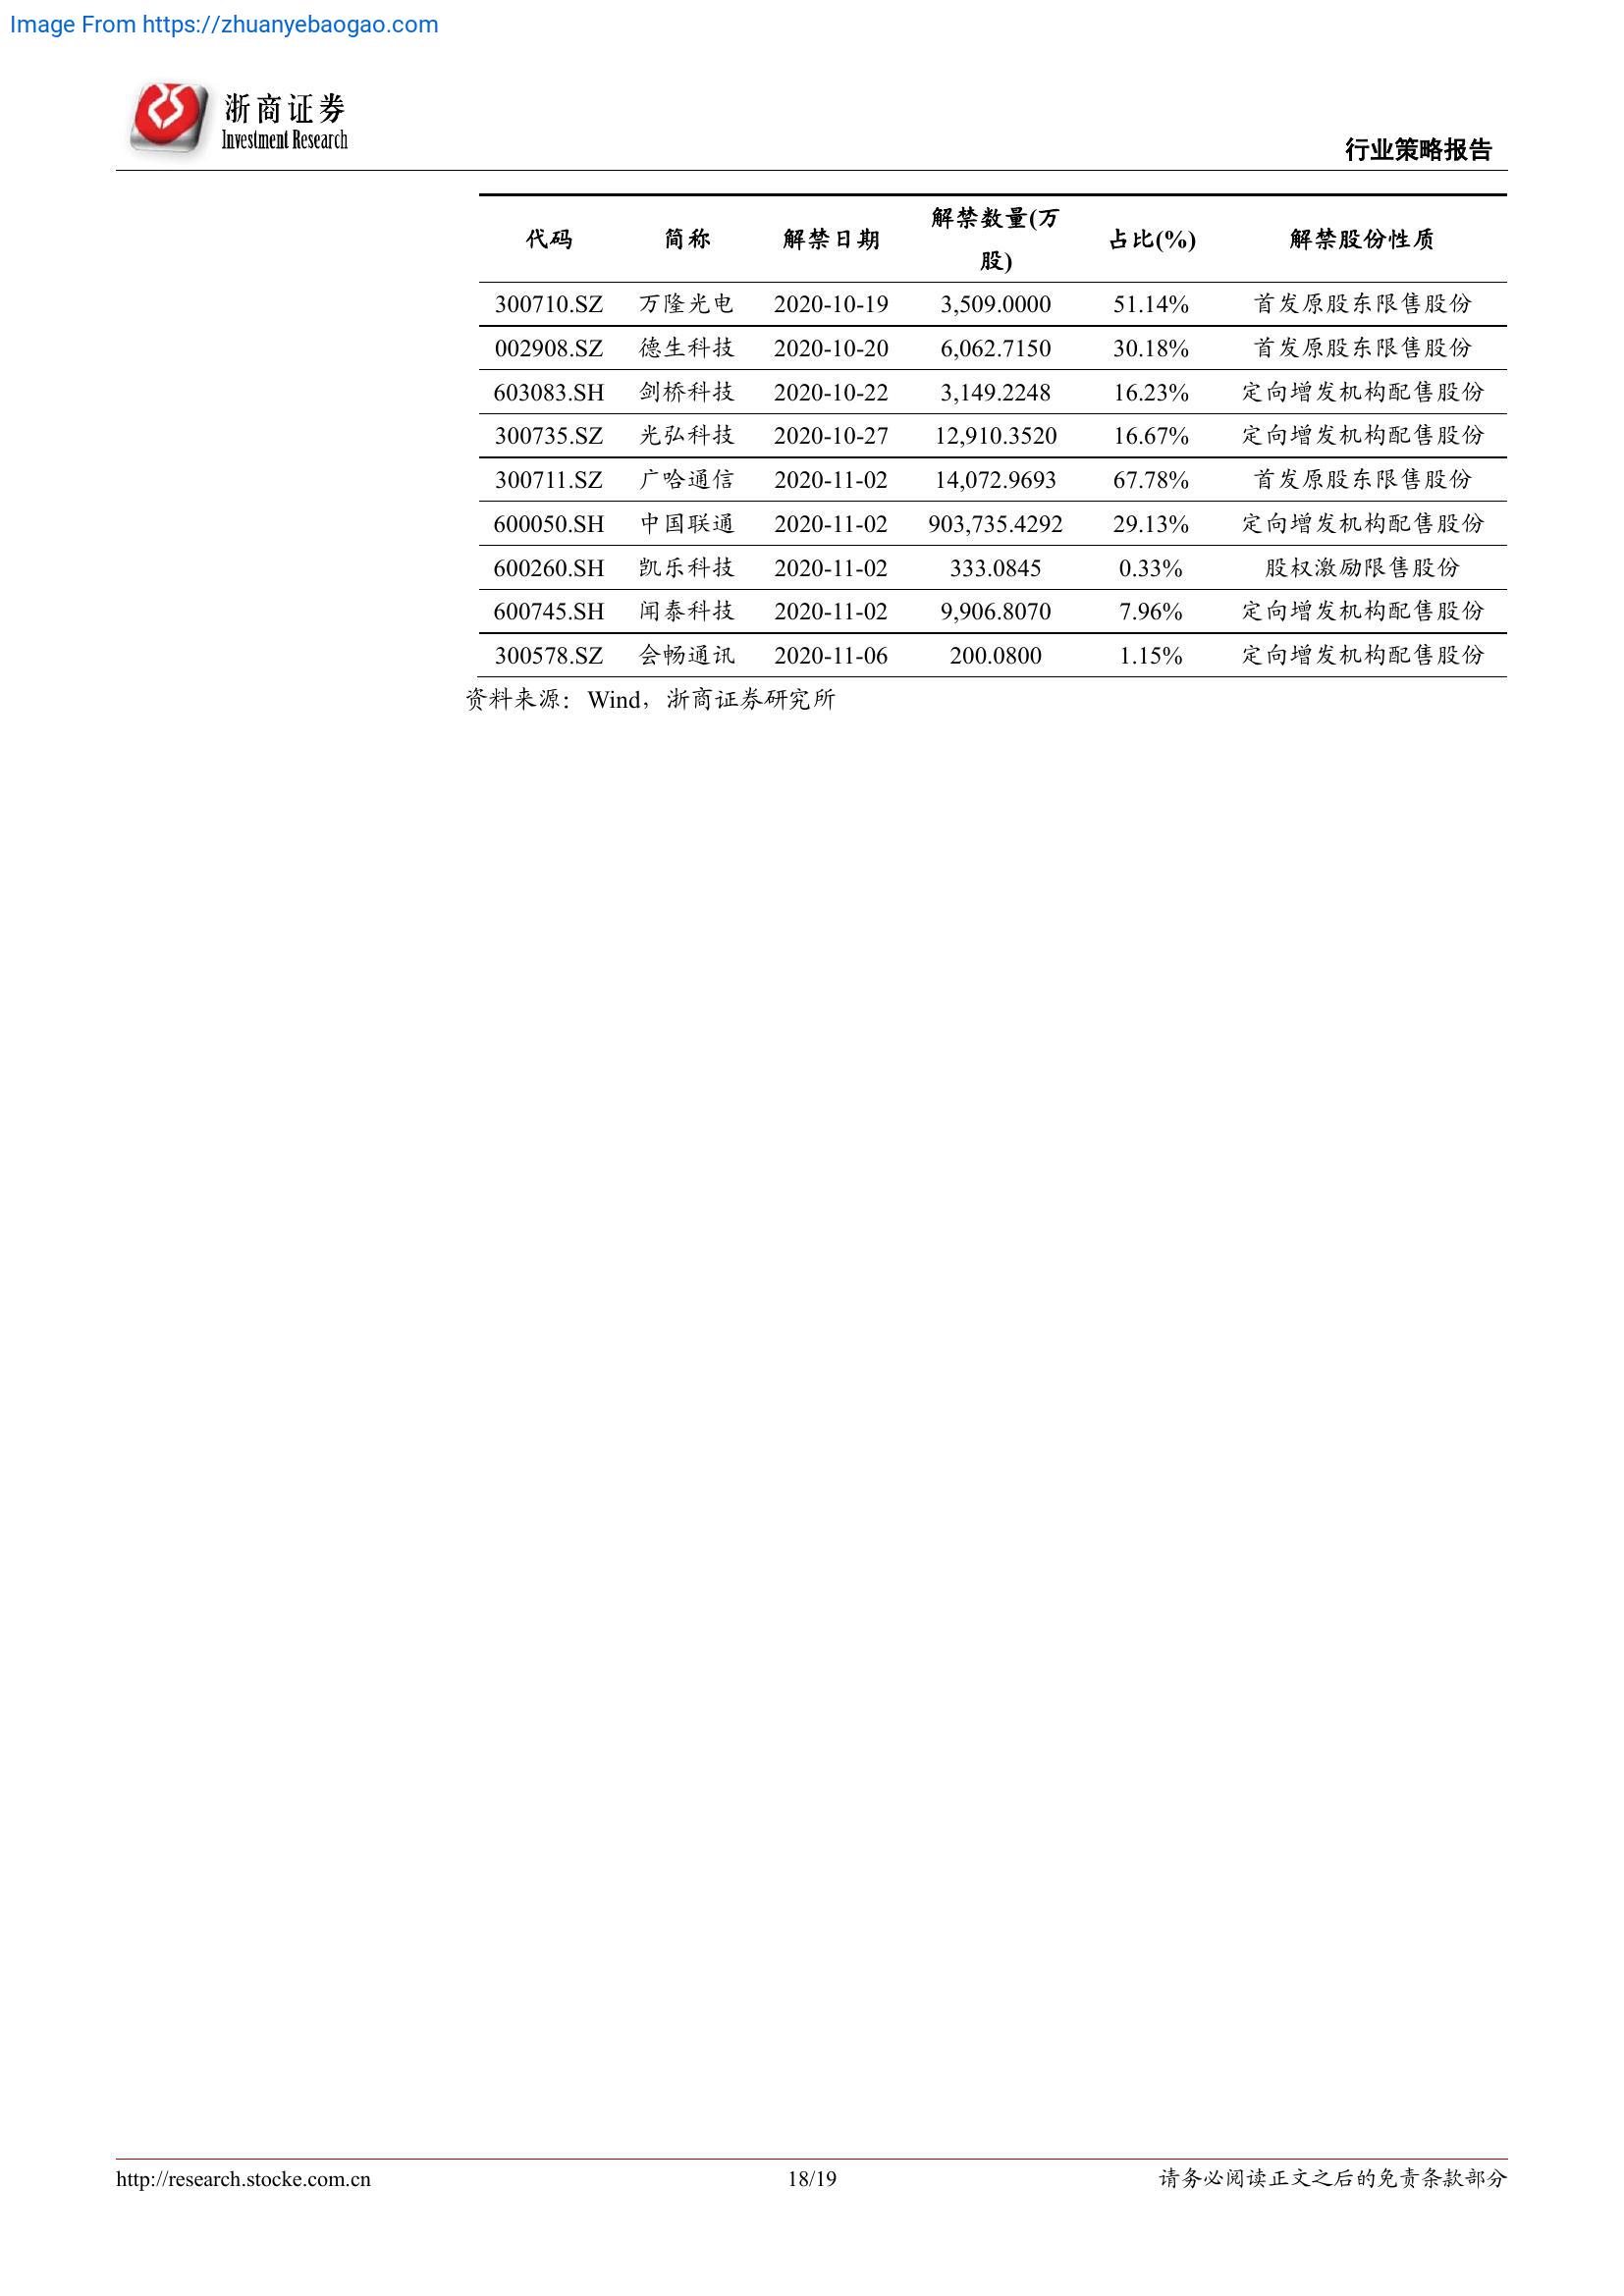 Image From https://zhuanyebaogao.com
浙商证券
Investment Research
行业策略报告
代码 简称 解禁日期 解禁数量(万股) 占比(%) 解禁股份性质
300710.SZ 万隆光电 2020-10-19 3,509.0000 51.14% 首发原股东限售股份
002908.SZ 德生科技 2020-10-20 6,062.7150 30.18% 首发原股东限售股份
603083.SH 剑桥科技 2020-10-22 3,149.2248 16.23% 定向增发机构配售股份
300735.SZ 光弘科技 2020-10-27 12,910.3520 16.67% 定向增发机构配售股份
300711.SZ 广哈通信 2020-11-02 14,072.9693 67.78% 首发原股东限售股份
600050.SH 中国联通 2020-11-02 903,735.4292 29.13% 定向增发机构配售股份
600260.SH 凯乐科技 2020-11-02 333.0845 0.33% 股权激励限售股份
600745.SH 闻泰科技 2020-11-02 9,906.8070 7.96% 定向增发机构配售股份
300578.SZ 会畅通讯 2020-11-06 200.0800 1.15% 定向增发机构配售股份
资料来源：Wind，浙商证券研究所
http://research.stocke.com.cn 18/19 请务必阅读正文之后的免责条款部分